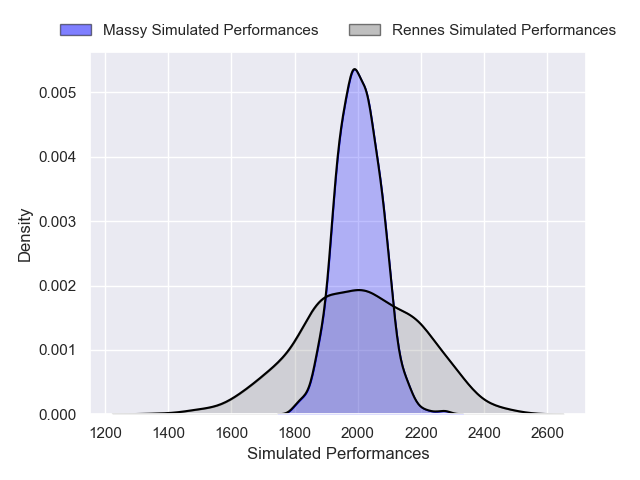 Massy Simulated Performances Rennes Simulated Performances
0.005
0.004
0.003
0.002
0.001
0.000
Density
1200 1400 1600 1800 2000 2200 2400 2600
Simulated Performances